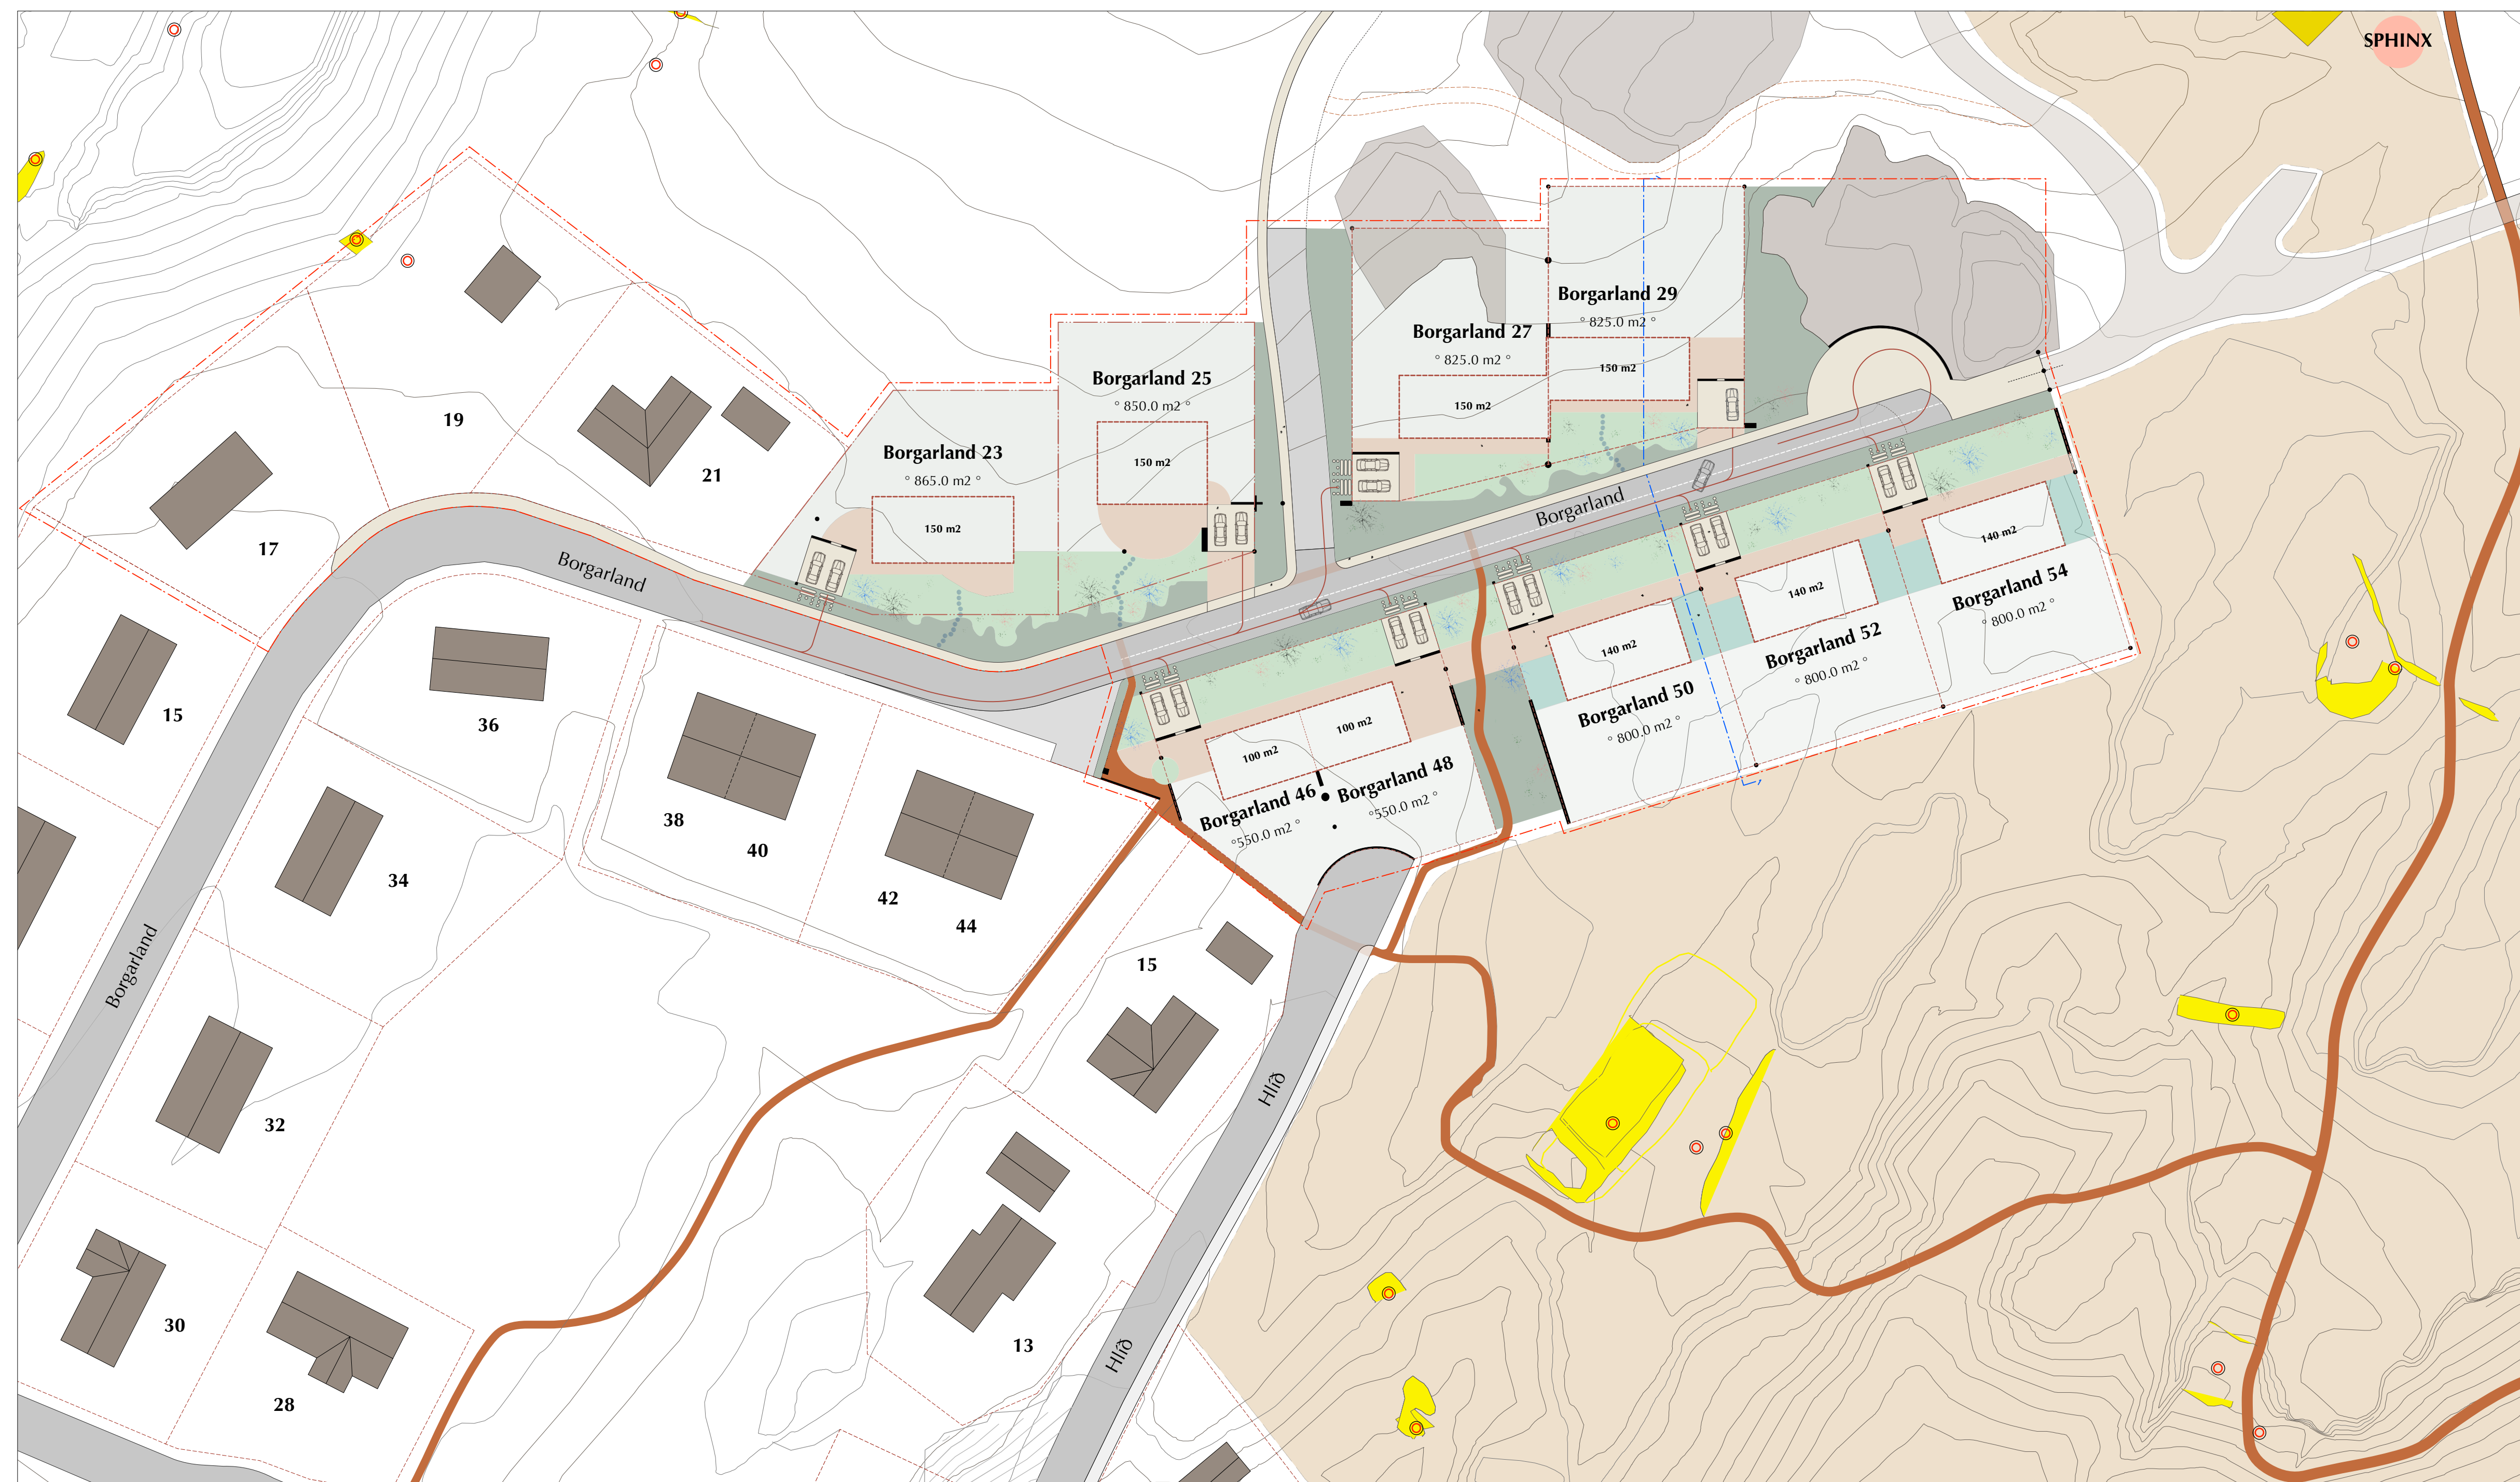 SPHINX
Borgarland 29
° 825.0 m2 °
150 m2
Borgarland 27
° 825.0 m2 °
150 m2
Borgarland 25
° 850.0 m2 °
150 m2
Borgarland 23
° 865.0 m2 °
150 m2
19
21
17
Borgarland
Borgarland
140 m2
Borgarland 54
° 800.0 m2 °
140 m2
Borgarland 52
° 800.0 m2 °
140 m2
Borgarland 50
° 800.0 m2 °
100 m2
100 m2
Borgarland 46
°550.0 m2 °
Borgarland 48
°550.0 m2 °
15
36
38
40
34
42
44
Borgarland
15
32
Hlíð
30
28
13
Hlíð